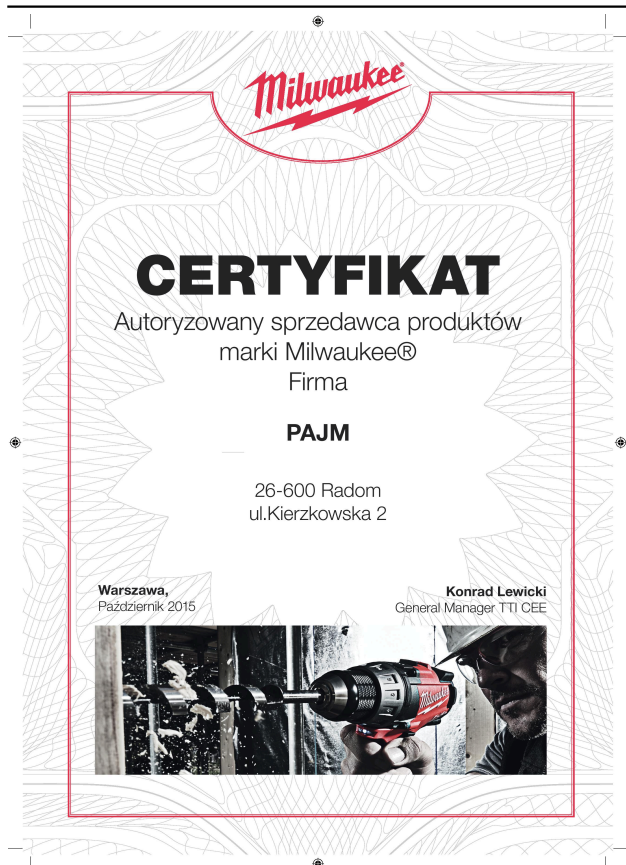 Milwaukee®
CERTYFIKAT
Autoryzowany sprzedawca produktów
marki Milwaukee®
Firma
PAJM
26-600 Radom
ul.Kierzkowska 2
Warszawa,
Październik 2015
Konrad Lewicki
General Manager TTI CEE
Milwaukee